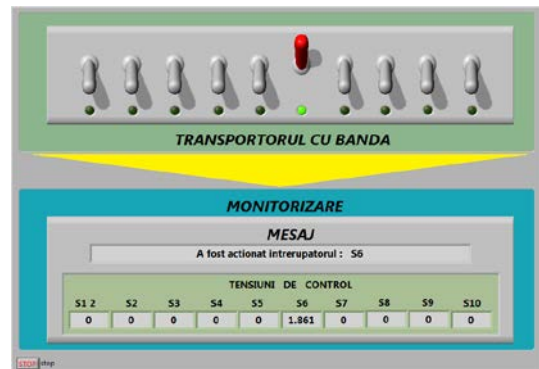 TRANSPORTORUL CU BANDA
MONITORIZARE
MESAJ
A fost actionat intrerupatorul : S6
TENSIUNI DE CONTROL
S1 2 S2 S3 S4 S5 S6 S7 S8 S9 S10
0 0 0 0 0 1.861 0 0 0 0
STOP stop